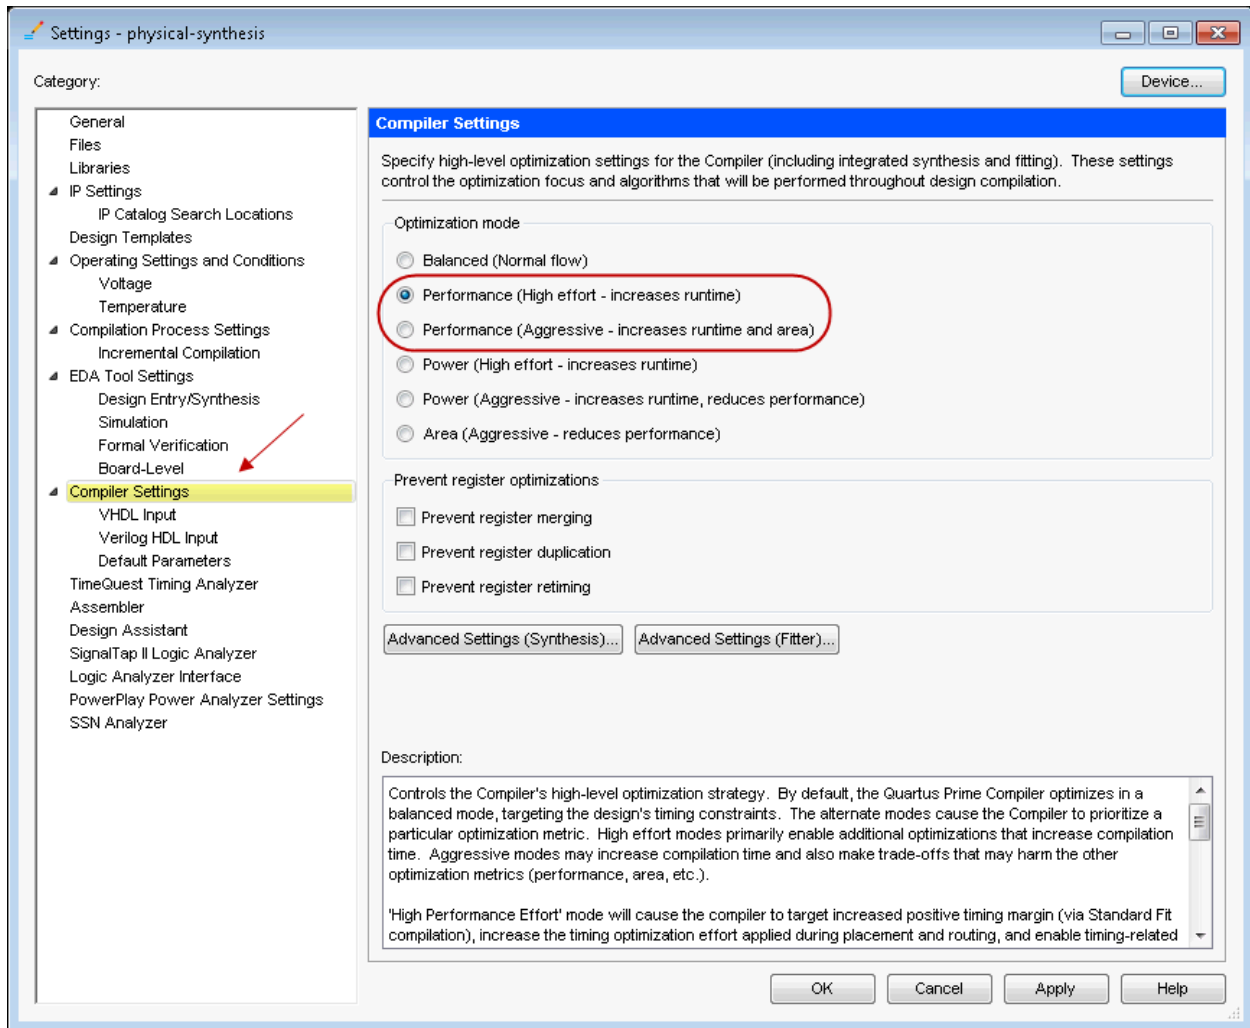 Settings - physical-synthesis
Category:
Device...
General
Files
Libraries
IP Settings
IP Catalog Search Locations
Design Templates
Operating Settings and Conditions
Voltage
Temperature
Compilation Process Settings
Incremental Compilation
EDA Tool Settings
Design Entry/Synthesis
Simulation
Formal Verification
Board-Level
Compiler Settings
VHDL Input
Verilog HDL Input
Default Parameters
TimeQuest Timing Analyzer
Assembler
Design Assistant
SignalTap II Logic Analyzer
Logic Analyzer Interface
PowerPlay Power Analyzer Settings
SSN Analyzer
Compiler Settings
Specify high-level optimization settings for the Compiler (including integrated synthesis and fitting). These settings
control the optimization focus and algorithms that will be performed throughout design compilation.
Optimization mode
Balanced (Normal flow)
Performance (High effort - increases runtime)
Performance (Aggressive - increases runtime and area)
Power (High effort - increases runtime)
Power (Aggressive - increases runtime, reduces performance)
Area (Aggressive - reduces performance)
Prevent register optimizations
Prevent register merging
Prevent register duplication
Prevent register retiming
Advanced Settings (Synthesis)... Advanced Settings (Fitter)...
Description:
Controls the Compiler's high-level optimization strategy. By default, the Quartus Prime Compiler optimizes in a
balanced mode, targeting the design's timing constraints. The alternate modes cause the Compiler to prioritize a
particular optimization metric. High effort modes primarily enable additional optimizations that increase compilation
time. Aggressive modes may increase compilation time and also make trade-offs that may harm the other
optimization metrics (performance, area, etc.).
'High Performance Effort' mode will cause the compiler to target increased positive timing margin (via Standard Fit
compilation), increase the timing optimization effort applied during placement and routing, and enable timing-related
OK Cancel Apply Help